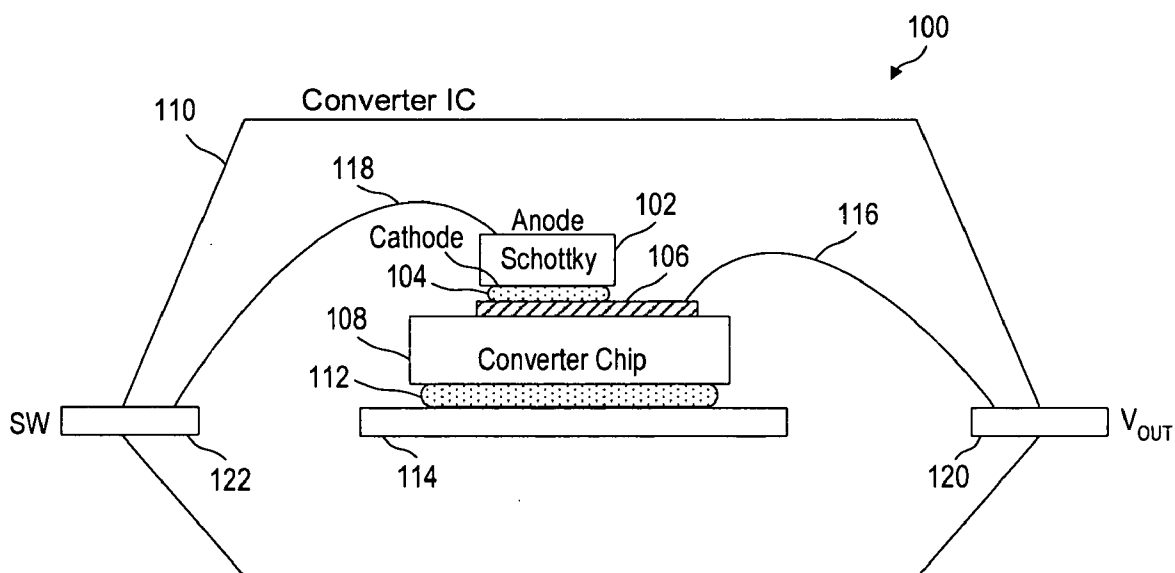 100
Converter IC
110
118
Anode
102
116
Cathode
Schottky
106
104
108
Converter Chip
112
SW
V_OUT
122
114
120